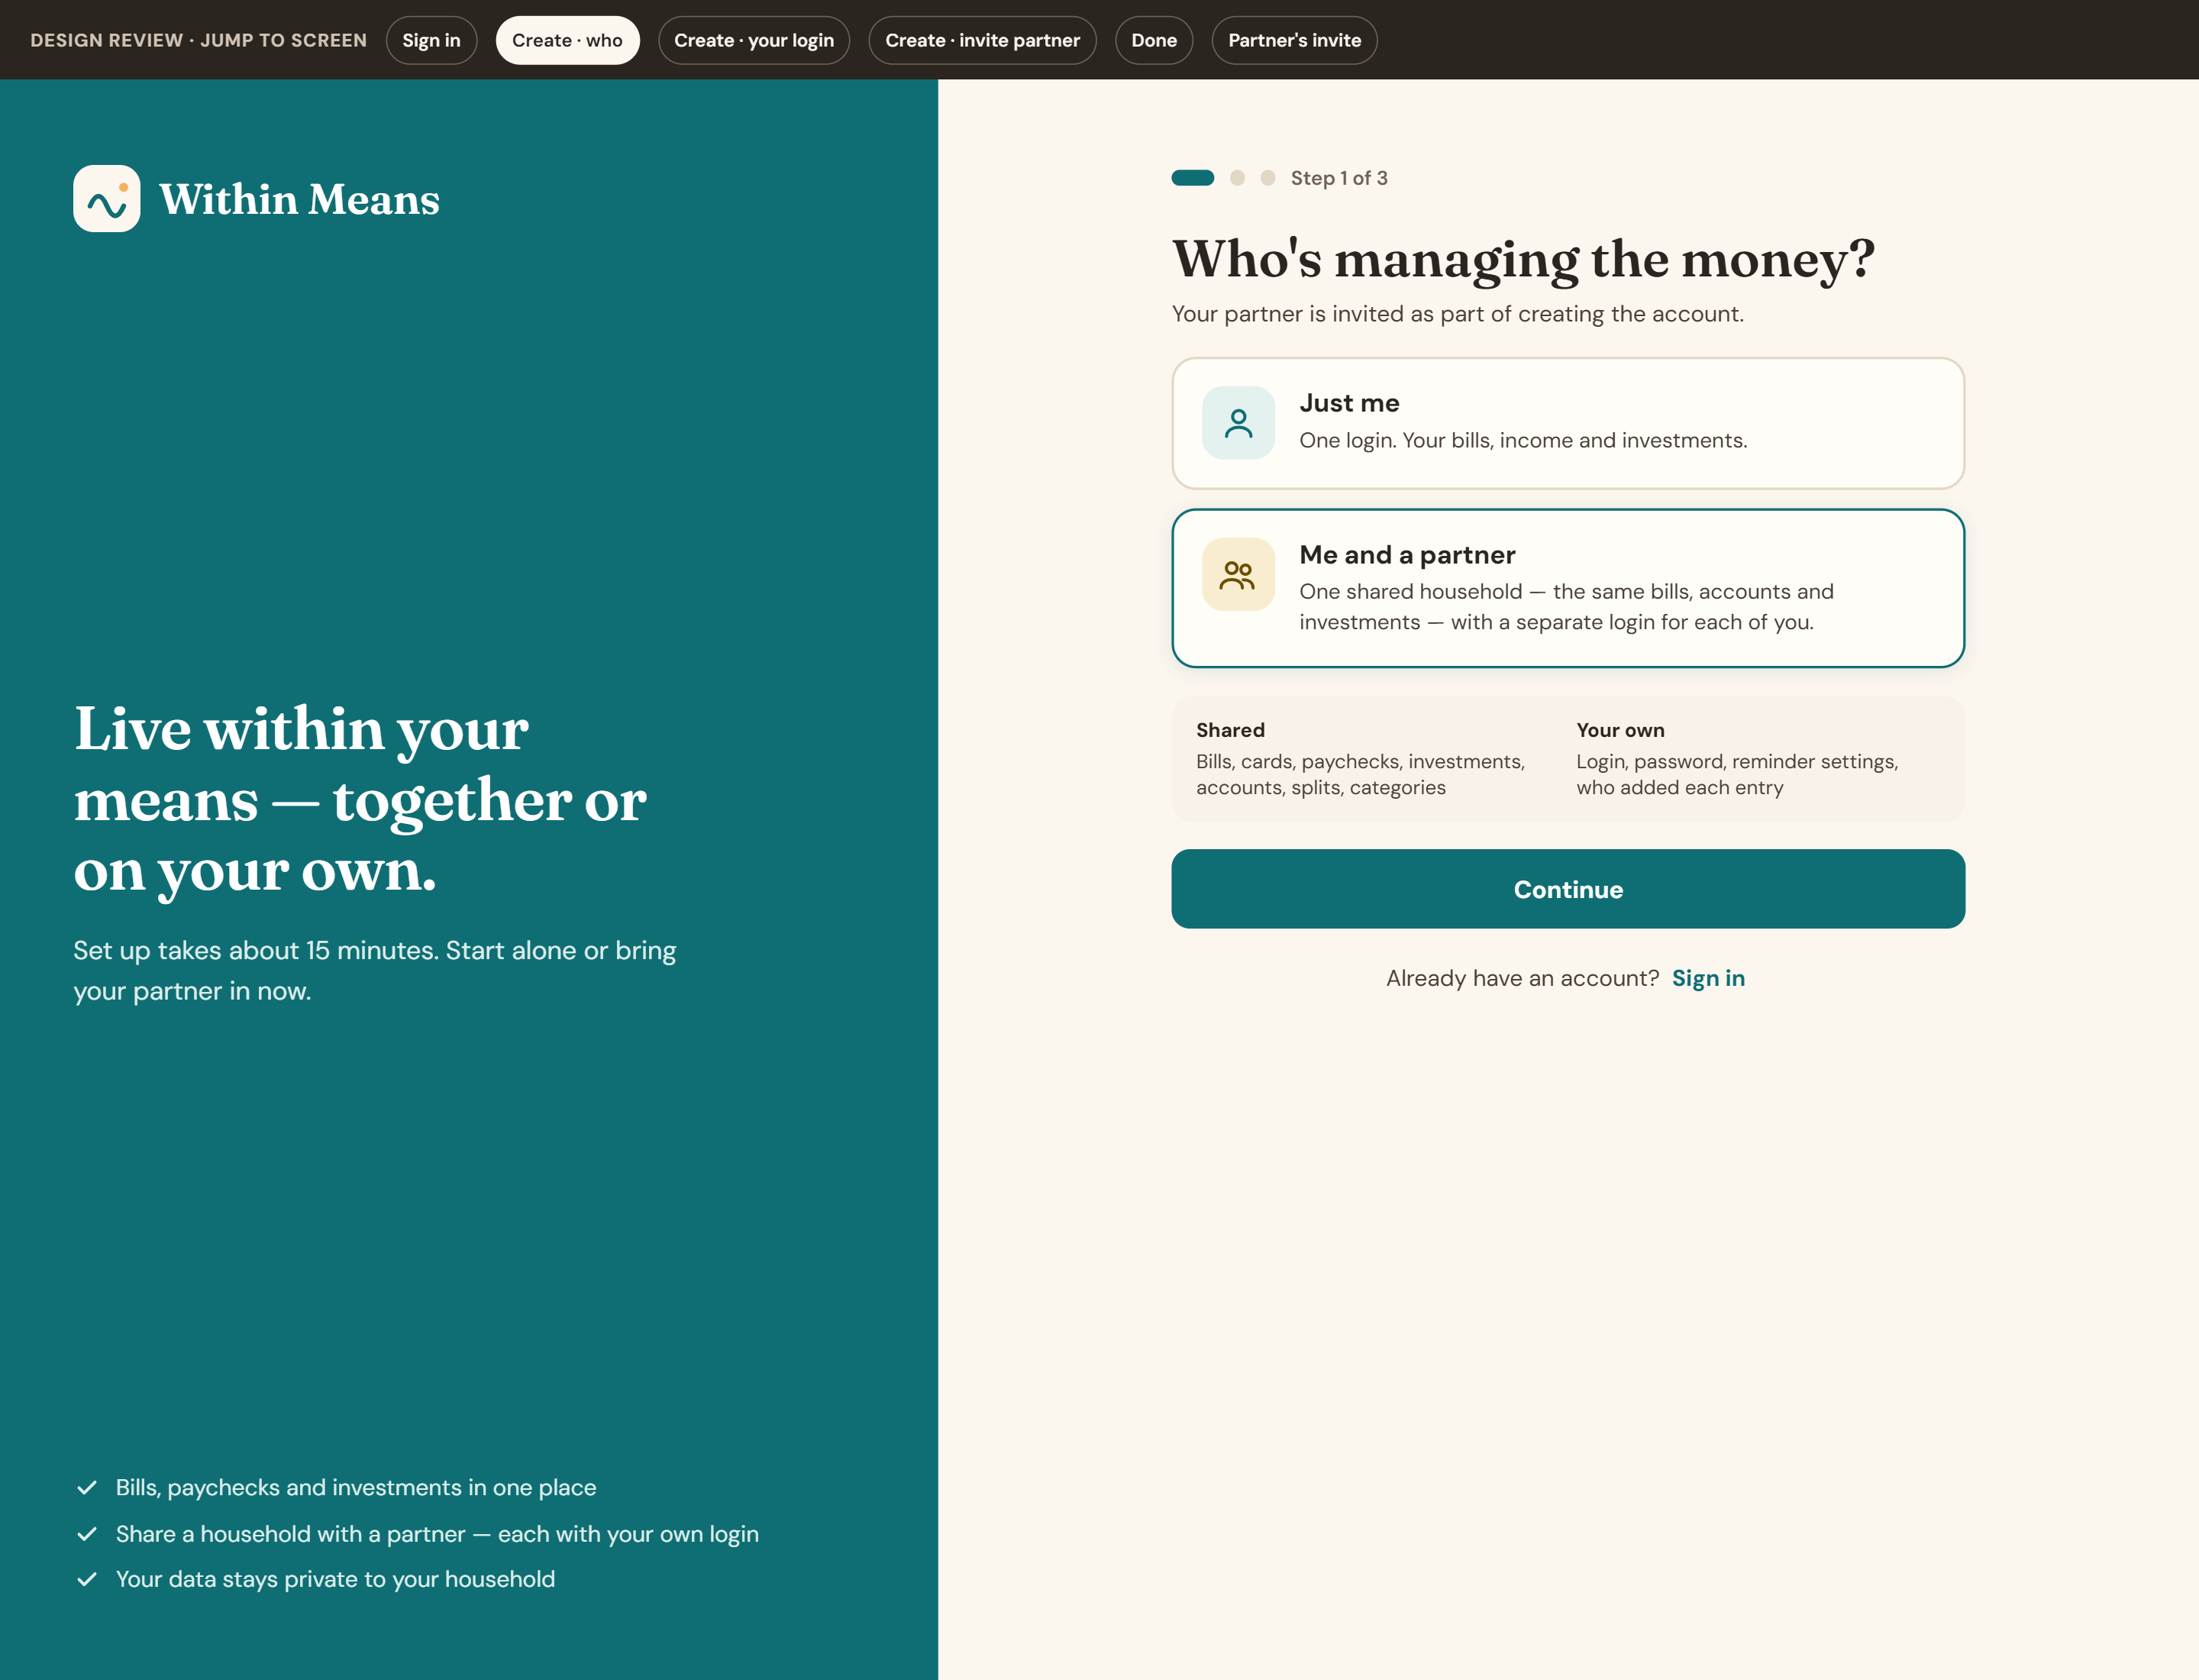 DESIGN REVIEW · JUMP TO SCREEN
Sign in
Create · who
Create · your login
Create · invite partner
Done
Partner's invite
Within Means
Live within your
means — together or
on your own.
Set up takes about 15 minutes. Start alone or bring
your partner in now.
Bills, paychecks and investments in one place
Share a household with a partner — each with your own login
Your data stays private to your household
Step 1 of 3
Who's managing the money?
Your partner is invited as part of creating the account.
Just me
One login. Your bills, income and investments.
Me and a partner
One shared household — the same bills, accounts and
investments — with a separate login for each of you.
Shared
Bills, cards, paychecks, investments,
accounts, splits, categories
Your own
Login, password, reminder settings,
who added each entry
Continue
Already have an account? Sign in